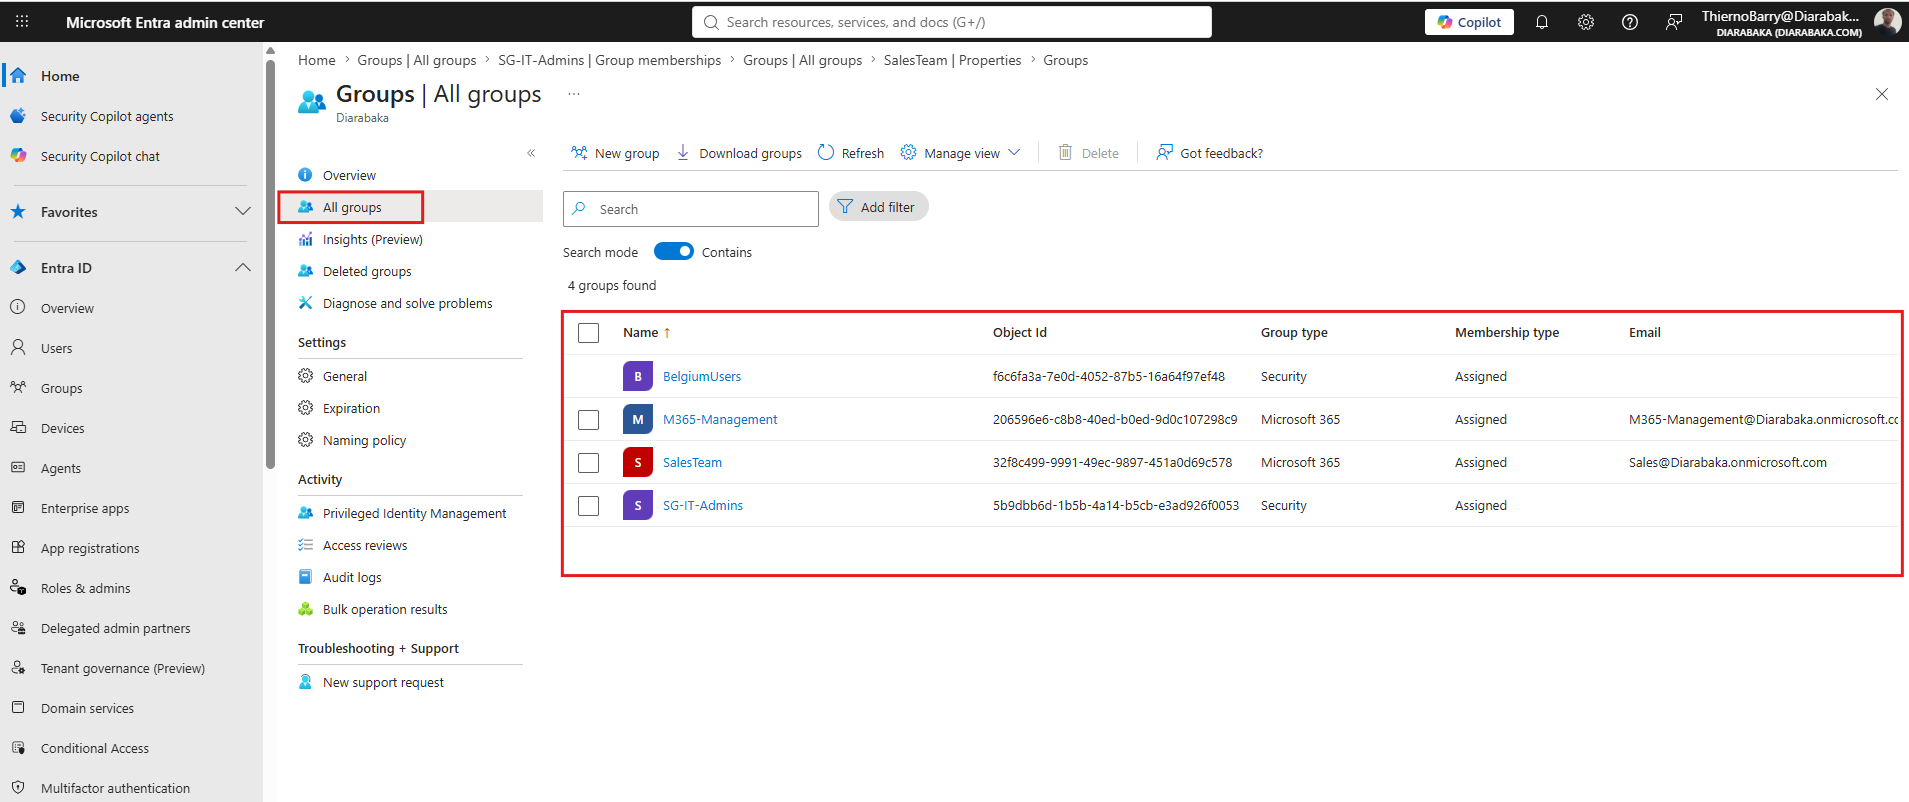 Microsoft Entra admin center
Search resources, services, and docs (G+/)
Copilot
ThiernoBarry@Diarabak...
DIARABAKA (DIARABAKA.COM)
Home
Security Copilot agents
Security Copilot chat
Favorites
Entra ID
Overview
Users
Groups
Devices
Agents
Enterprise apps
App registrations
Roles & admins
Delegated admin partners
Tenant governance (Preview)
Domain services
Conditional Access
Multifactor authentication
Home > Groups | All groups > SG-IT-Admins | Group memberships > Groups | All groups > SalesTeam | Properties > Groups
Groups | All groups ...
Diarabaka
«
Overview
All groups
Insights (Preview)
Deleted groups
Diagnose and solve problems
Settings
General
Expiration
Naming policy
Activity
Privileged Identity Management
Access reviews
Audit logs
Bulk operation results
Troubleshooting + Support
New support request
New group Download groups Refresh Manage view Delete Got feedback?
Search Add filter
Search mode Contains
4 groups found
Name ↑ Object Id Group type Membership type Email
B BelgiumUsers f6c6fa3a-7e0d-4052-87b5-16a64f97ef48 Security Assigned
M M365-Management 206596e6-c8b8-40ed-b0ed-9d0c107298c9 Microsoft 365 Assigned M365-Management@Diarabaka.onmicrosoft.cc
S SalesTeam 32f8c499-9991-49ec-9897-451a0d69c578 Microsoft 365 Assigned Sales@Diarabaka.onmicrosoft.com
S SG-IT-Admins 5b9dbb6d-1b5b-4a14-b5cb-e3ad926f0053 Security Assigned